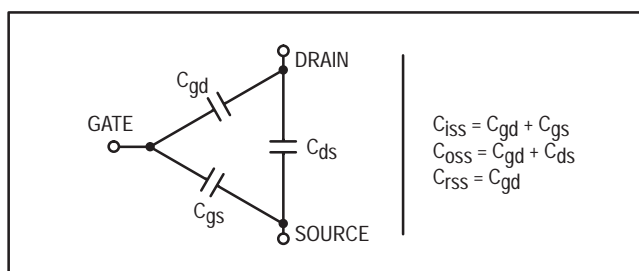 DRAIN
Cgd
GATE
Cds
Cgs
SOURCE
Ciss = Cgd + Cgs
Coss = Cgd + Cds
Crss = Cgd